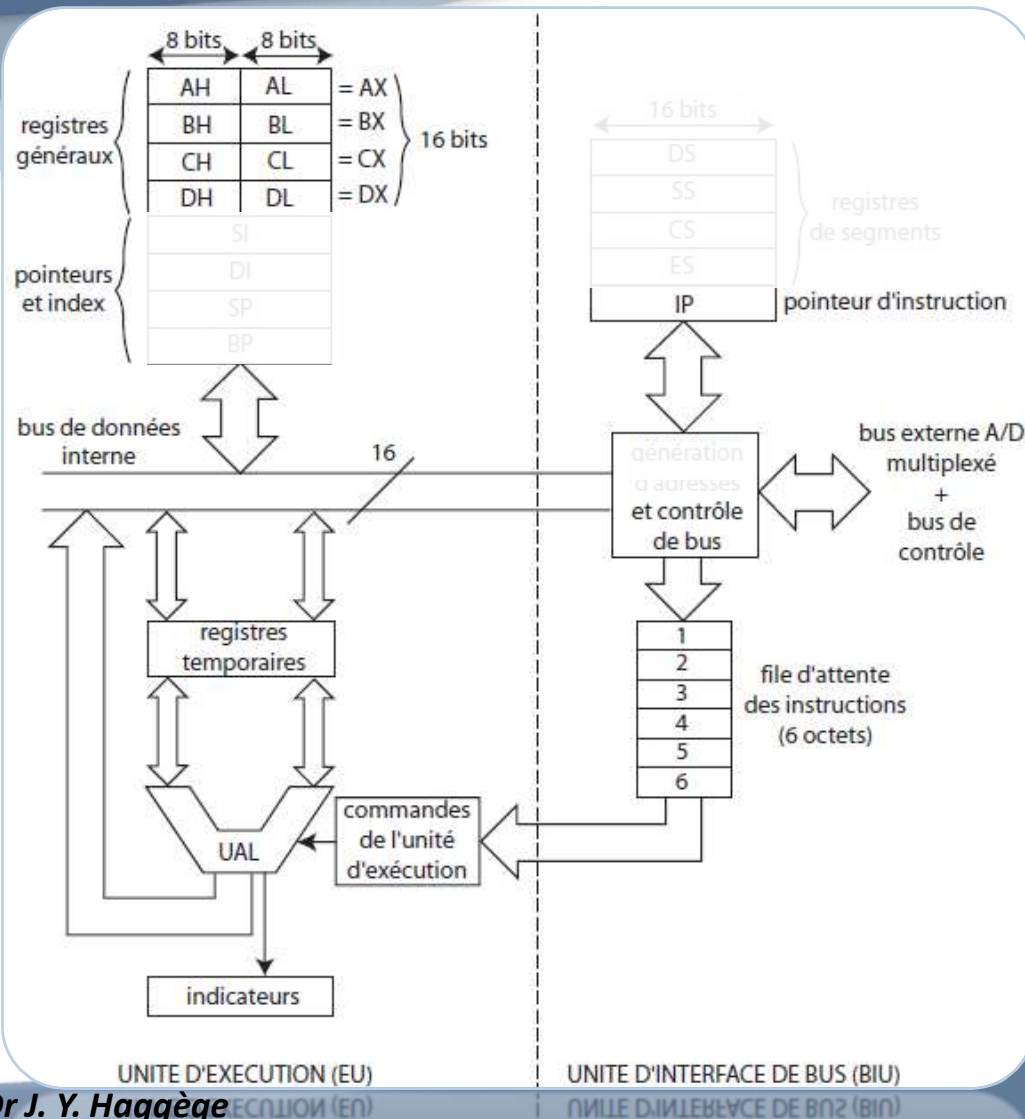 8 bits 8 bits
AH AL = AX
BH BL = BX
CH CL = CX
DH DL = DX
registres
généraux
16 bits
SI
DI
SP
BP
pointeurs
et index
16 bits
DS
SS
CS
ES
IP
registres
de segments
pointeur d'instruction
bus de données
interne
16
génération
d'adresses
et contrôle
de bus
bus externe A/D
multiplexé
+
bus de
contrôle
registres
temporaires
1
2
3
4
5
6
file d'attente
des instructions
(6 octets)
UAL
commandes
de l'unité
d'exécution
indicateurs
UNITE D'EXECUTION (EU)
UNITE D'INTERFACE DE BUS (BIU)
Dr J. Y. Haggège